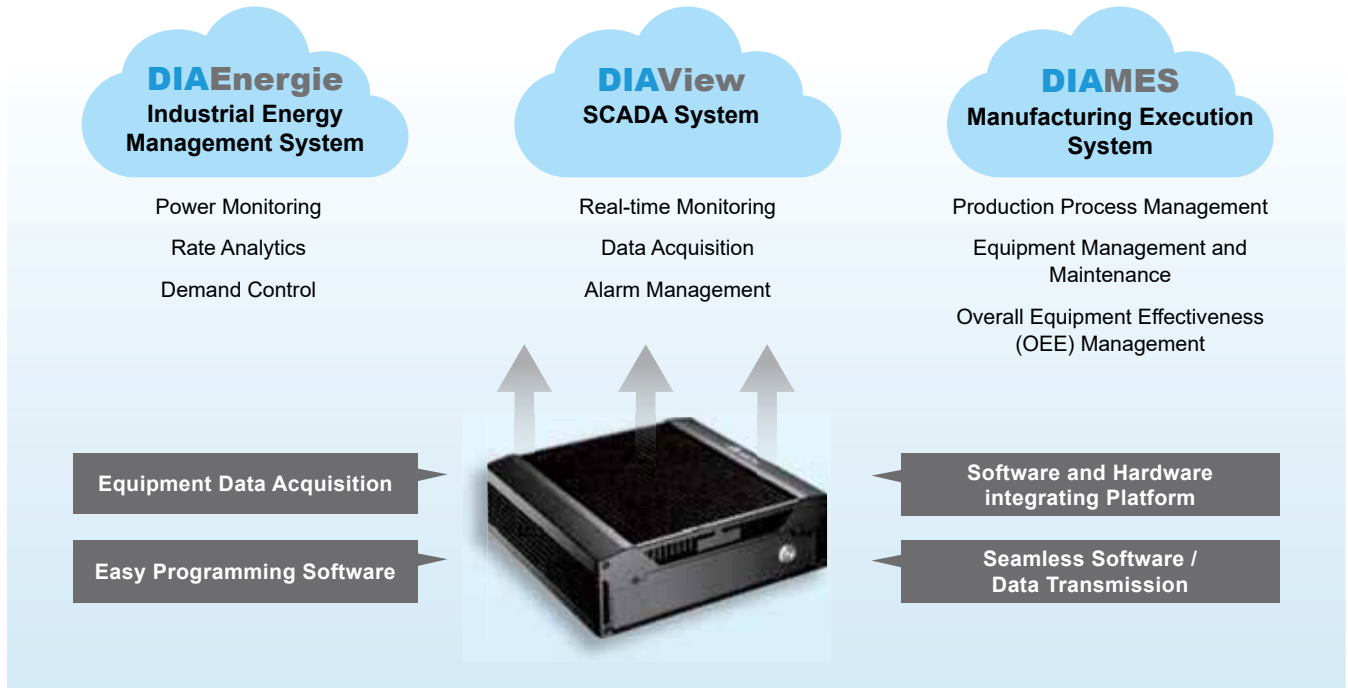 DIAEnergie
Industrial Energy
Management System
Power Monitoring
Rate Analytics
Demand Control
DIAView
SCADA System
Real-time Monitoring
Data Acquisition
Alarm Management
DIAMES
Manufacturing Execution
System
Production Process Management
Equipment Management and
Maintenance
Overall Equipment Effectiveness
(OEE) Management
Equipment Data Acquisition
Easy Programming Software
Software and Hardware
integrating Platform
Seamless Software /
Data Transmission